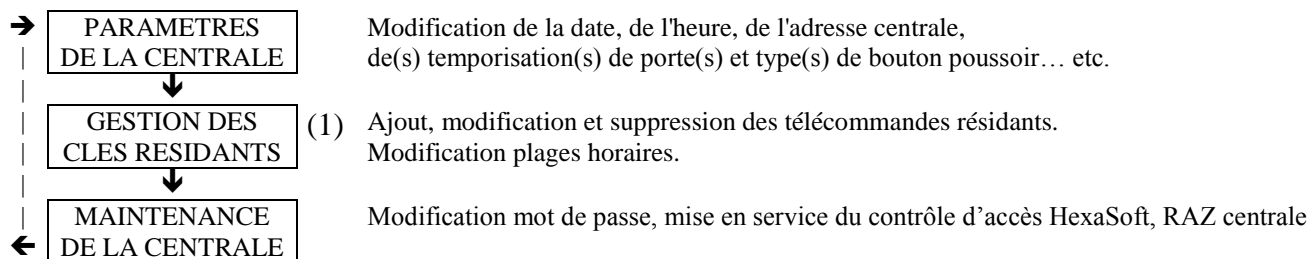 PARAMETRES
DE LA CENTRALE
Modification de la date, de l'heure, de l'adresse centrale,
de(s) temporisation(s) de porte(s) et type(s) de bouton poussoir… etc.
GESTION DES
CLES RESIDANTS
(1)
Ajout, modification et suppression des télécommandes résidants.
Modification plages horaires.
MAINTENANCE
DE LA CENTRALE
Modification mot de passe, mise en service du contrôle d’accès HexaSoft, RAZ centrale